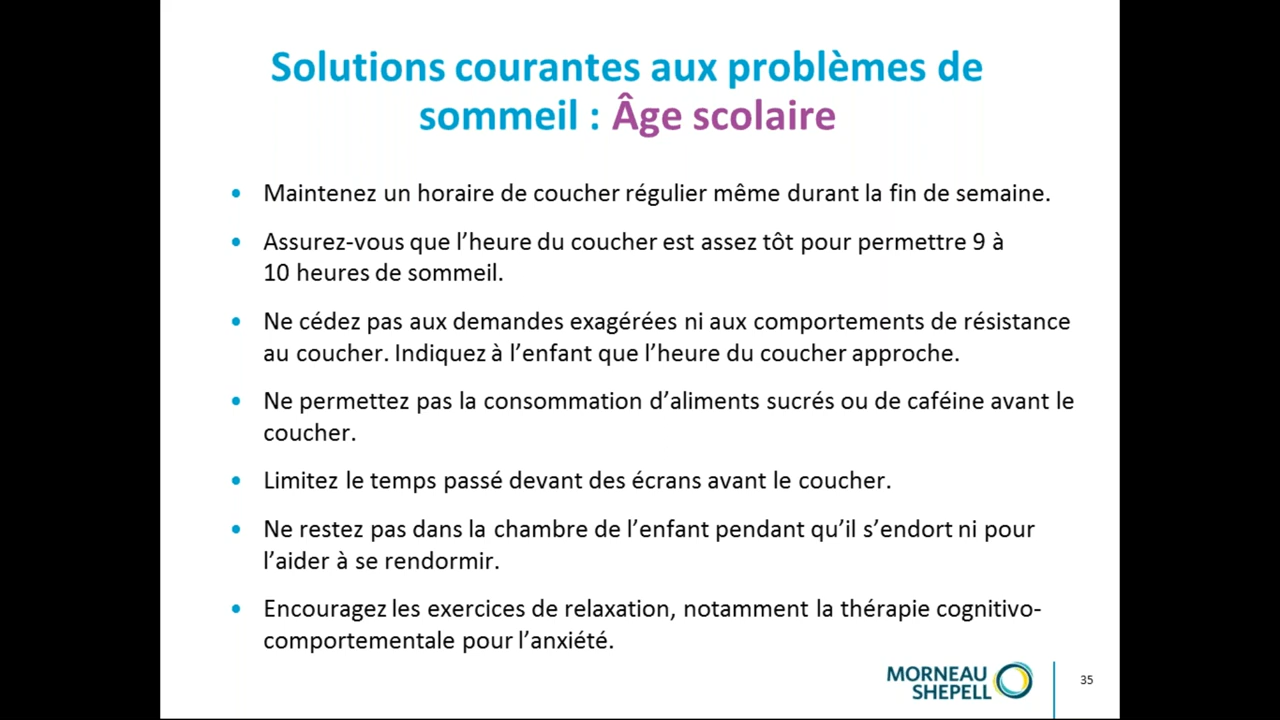 Solutions courantes aux problèmes de
sommeil : Âge scolaire
• Maintenez un horaire de coucher régulier même durant la fin de semaine.
• Assurez-vous que l’heure du coucher est assez tôt pour permettre 9 à
10 heures de sommeil.
• Ne cédez pas aux demandes exagérées ni aux comportements de résistance
au coucher. Indiquez à l’enfant que l’heure du coucher approche.
• Ne permettez pas la consommation d’aliments sucrés ou de caféine avant le
coucher.
• Limitez le temps passé devant des écrans avant le coucher.
• Ne restez pas dans la chambre de l’enfant pendant qu’il s’endort ni pour
l’aider à se rendormir.
• Encouragez les exercices de relaxation, notamment la thérapie cognitivo-
comportementale pour l’anxiété.
MORNEAU
SHEPELL
35